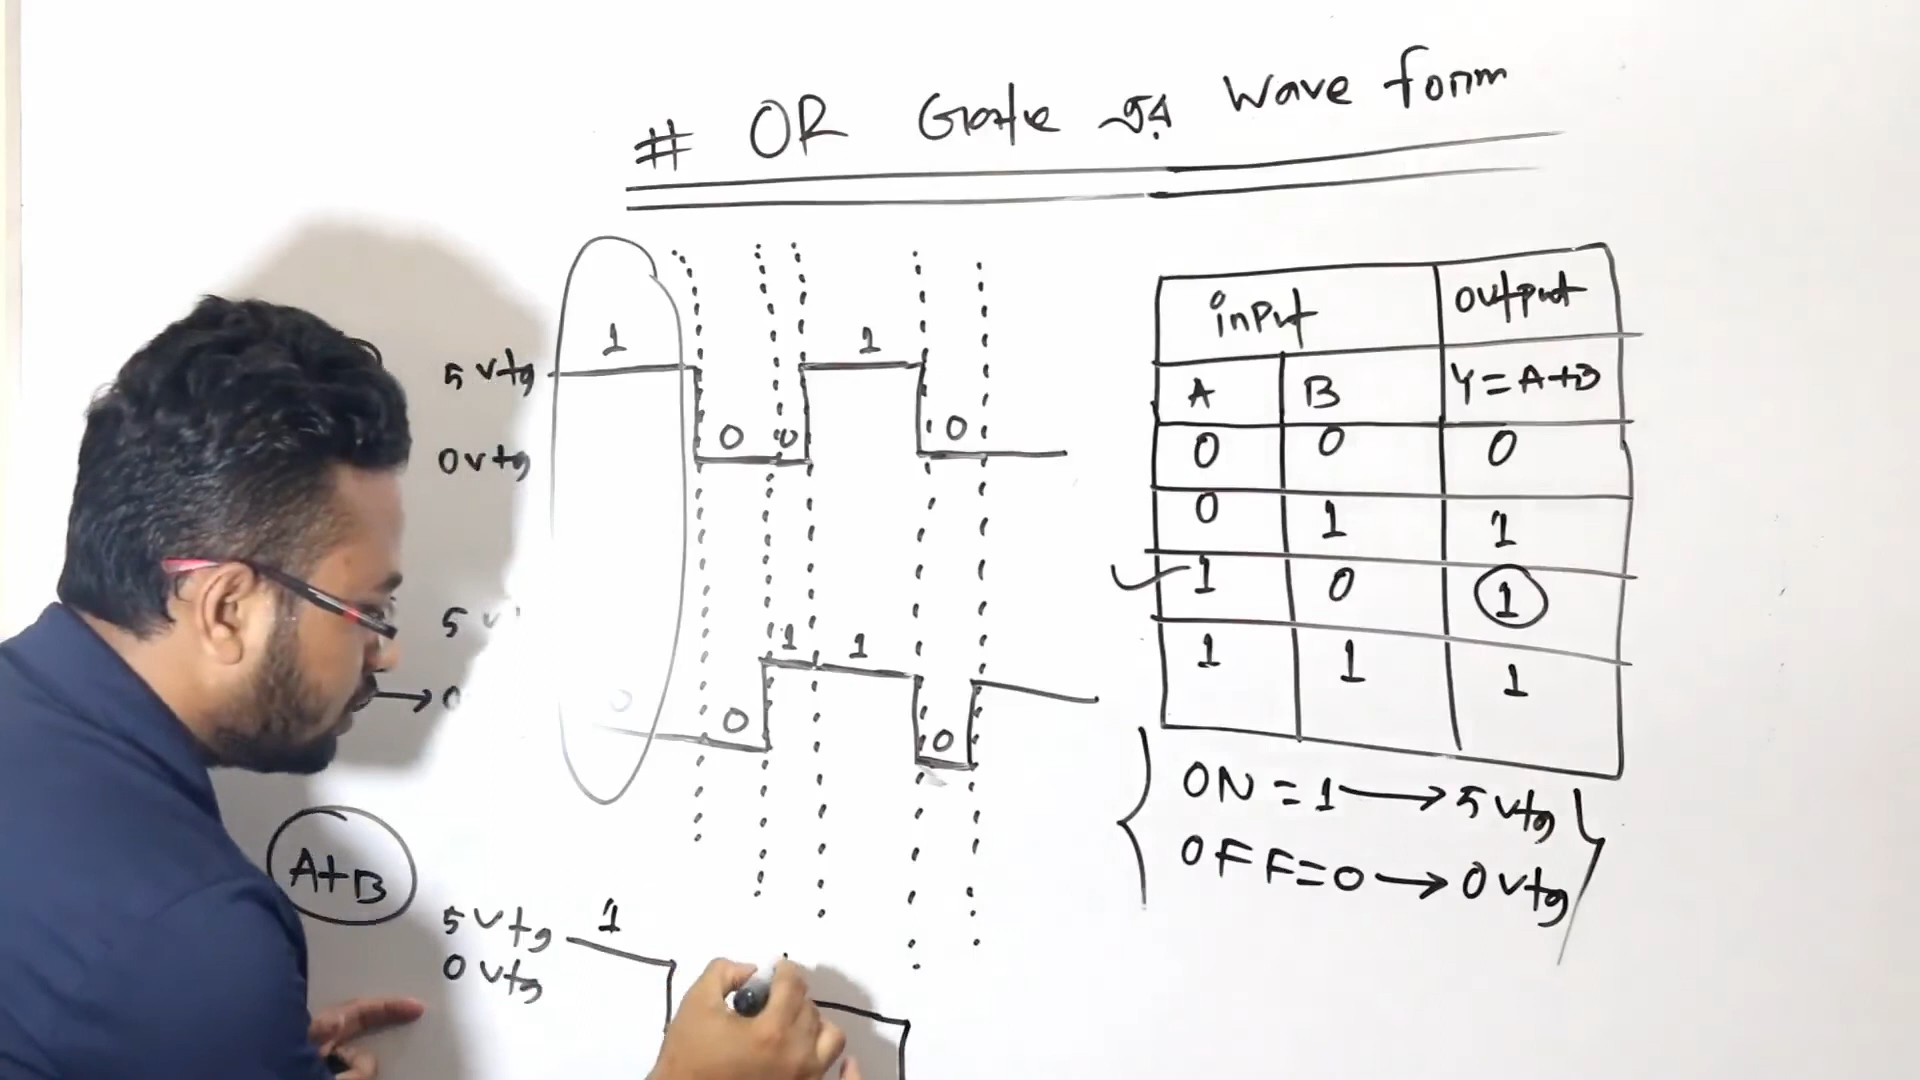 # OR Gate এর Wave form
1 1
5 vtg
0 0 0
0 vtg
5 v
1 1
0 0 0
0
A+B
5 vtg 1
0 vtg
input output
A B Y=A+B
0 0 0
0 1 1
1 0 1
1 1 1
ON = 1 → 5 vtg
OFF=0 → 0 vtg